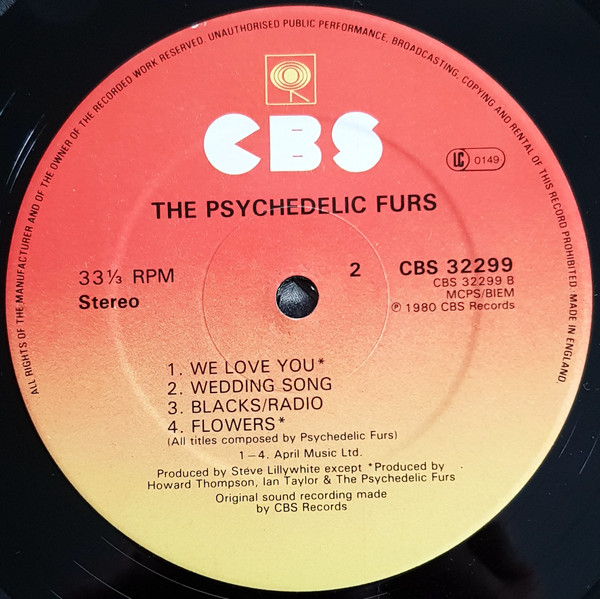 ALL RIGHTS OF THE MANUFACTURER AND OF THE OWNER OF THE RECORDED WORK RESERVED. UNAUTHORISED PUBLIC PERFORMANCE, BROADCASTING, COPYING AND RENTAL OF THIS RECORD PROHIBITED. MADE IN ENGLAND.
CBS
LC 0149
THE PSYCHEDELIC FURS
33⅓ RPM
Stereo
2
CBS 32299
CBS 32299 B
MCPS/BIEM
℗ 1980 CBS Records
1. WE LOVE YOU*
2. WEDDING SONG
3. BLACKS/RADIO
4. FLOWERS*
(All titles composed by Psychedelic Furs)
1–4. April Music Ltd.
Produced by Steve Lillywhite except *Produced by
Howard Thompson, Ian Taylor & The Psychedelic Furs
Original sound recording made
by CBS Records